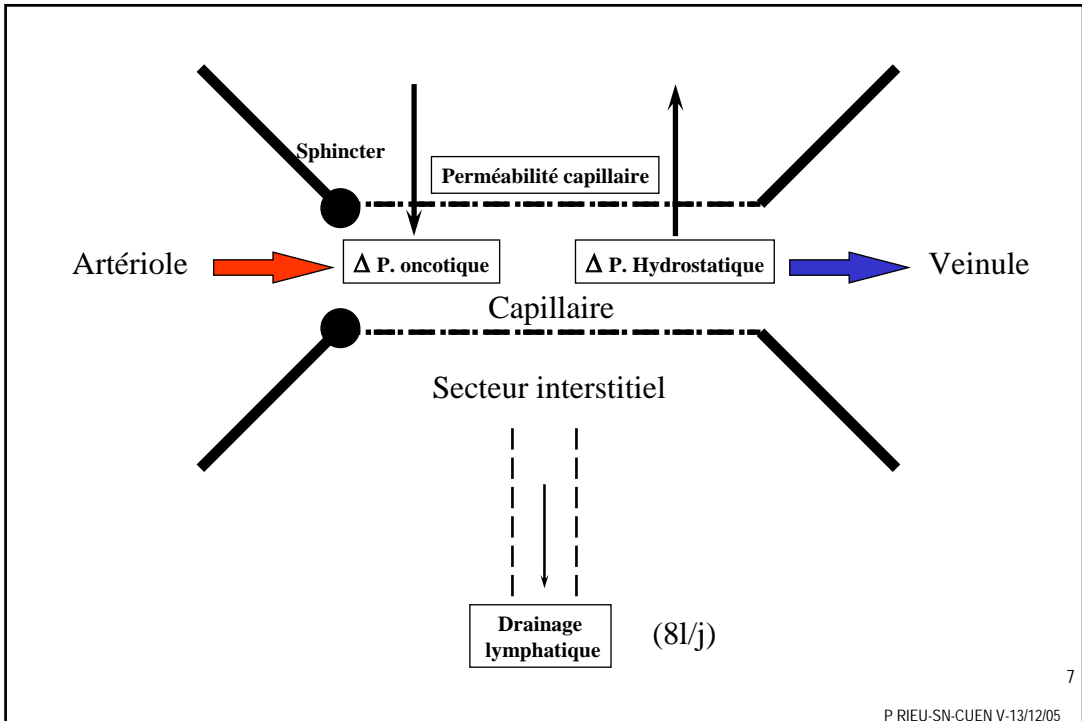 Sphincter
Perméabilité capillaire
Artériole
Δ P. oncotique
Δ P. Hydrostatique
Veinule
Capillaire
Secteur interstitiel
Drainage
lymphatique
(8l/j)
7
P RIEU-SN-CUEN V-13/12/05